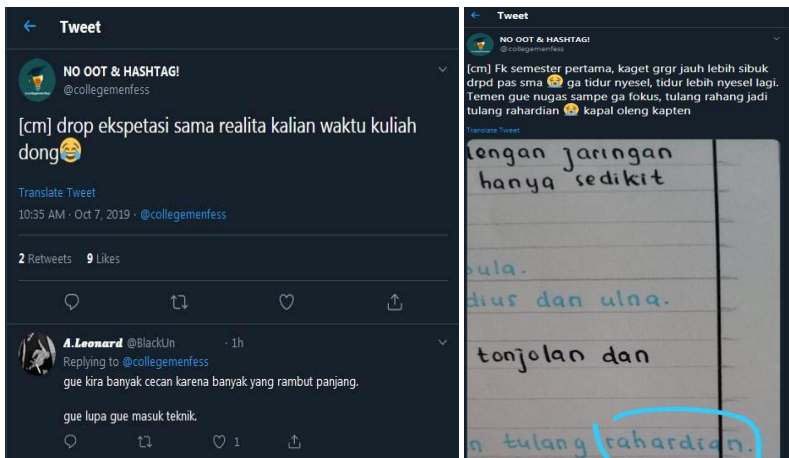 Tweet
NO OOT & HASHTAG!
@collegemenfess
[cm] drop ekspetasi sama realita kalian waktu kuliah
dong😂
Translate Tweet
10:35 AM · Oct 7, 2019 · @collegemenfess
2 Retweets 9 Likes
A.Leonard @BlackUn · 1h
Replying to @collegemenfess
gue kira banyak cecan karena banyak yang rambut panjang.
gue lupa gue masuk teknik.
1
Tweet
NO OOT & HASHTAG!
@collegemenfess
[cm] Fk semester pertama, kaget grgr jauh lebih sibuk
drpd pas sma 😭 ga tidur nyesel, tidur lebih nyesel lagi.
Temen gue nugas sampe ga fokus, tulang rahang jadi
tulang rahardian 😭 kapal oleng kapten
Translate Tweet
dengan jaringan
hanya sedikit
pula.
dius dan ulna.
tonjolan dan
n tulang rahardian.